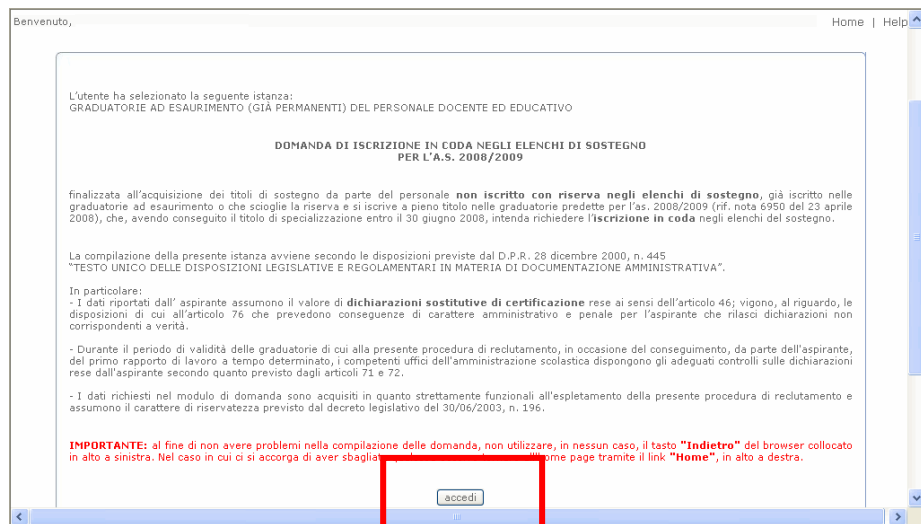 Benvenuto,
Home | Help
L'utente ha selezionato la seguente istanza:
GRADUATORIE AD ESAURIMENTO (GIÀ PERMANENTI) DEL PERSONALE DOCENTE ED EDUCATIVO
DOMANDA DI ISCRIZIONE IN CODA NEGLI ELENCHI DI SOSTEGNO
PER L'A.S. 2008/2009
finalizzata all'acquisizione dei titoli di sostegno da parte del personale non iscritto con riserva negli elenchi di sostegno, già iscritto nelle
graduatorie ad esaurimento o che scioglie la riserva e si iscrive a pieno titolo nelle graduatorie predette per l'as. 2008/2009 (rif. nota 6950 del 23 aprile
2008), che, avendo conseguito il titolo di specializzazione entro il 30 giugno 2008, intenda richiedere l'iscrizione in coda negli elenchi del sostegno.
La compilazione della presente istanza avviene secondo le disposizioni previste dal D.P.R. 28 dicembre 2000, n. 445
"TESTO UNICO DELLE DISPOSIZIONI LEGISLATIVE E REGOLAMENTARI IN MATERIA DI DOCUMENTAZIONE AMMINISTRATIVA".
In particolare:
- I dati riportati dall' aspirante assumono il valore di dichiarazioni sostitutive di certificazione rese ai sensi dell'articolo 46; vigono, al riguardo, le
disposizioni di cui all'articolo 76 che prevedono conseguenze di carattere amministrativo e penale per l'aspirante che rilasci dichiarazioni non
corrispondenti a verità.
- Durante il periodo di validità delle graduatorie di cui alla presente procedura di reclutamento, in occasione del conseguimento, da parte dell'aspirante,
del primo rapporto di lavoro a tempo determinato, i competenti uffici dell'amministrazione scolastica dispongono gli adeguati controlli sulle dichiarazioni
rese dall'aspirante secondo quanto previsto dagli articoli 71 e 72.
- I dati richiesti nel modulo di domanda sono acquisiti in quanto strettamente funzionali all'espletamento della presente procedura di reclutamento e
assumono il carattere di riservatezza previsto dal decreto legislativo del 30/06/2003, n. 196.
IMPORTANTE: al fine di non avere problemi nella compilazione delle domanda, non utilizzare, in nessun caso, il tasto "Indietro" del browser collocato
in alto a sinistra. Nel caso in cui ci si accorga di aver sbagliat ome page tramite il link "Home", in alto a destra.
accedi